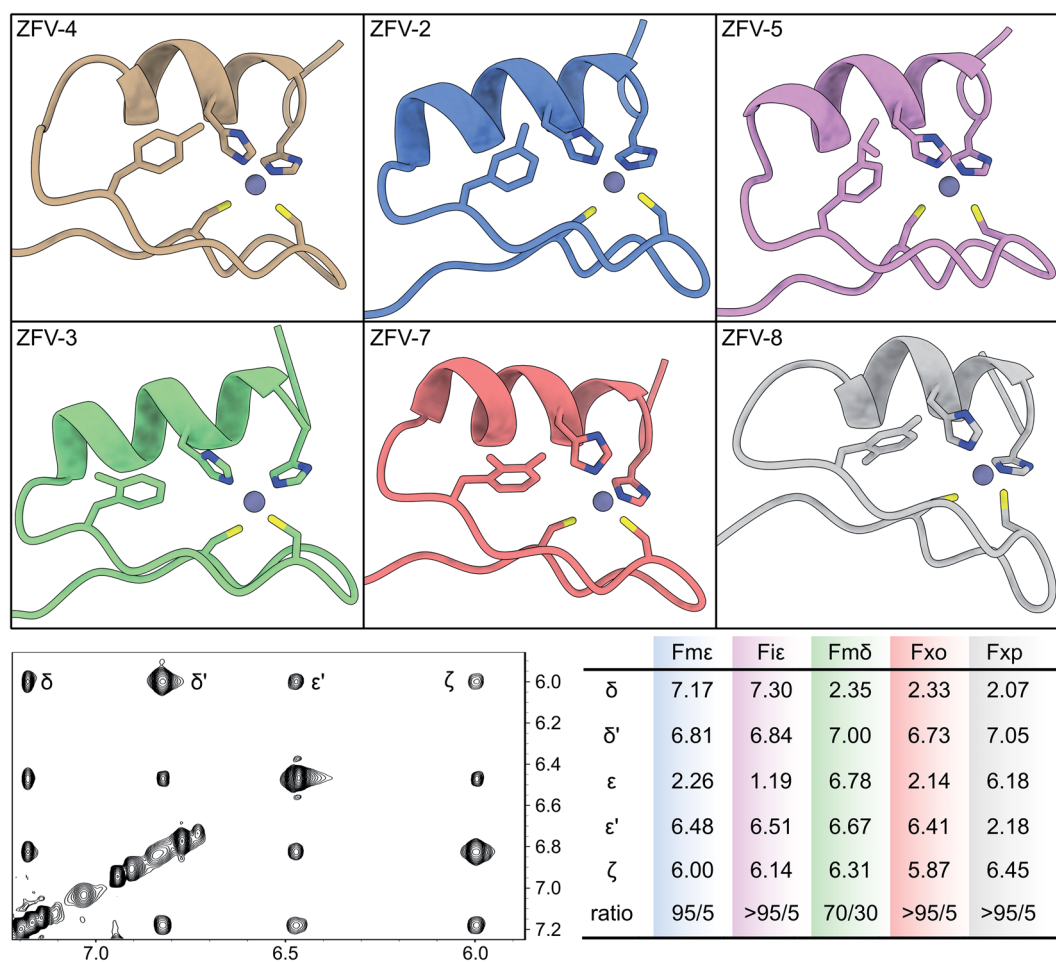 ZFV-4 ZFV-2 ZFV-5
ZFV-3 ZFV-7 ZFV-8
δ δ' ε' ζ
6.0
6.2
6.4
6.6
6.8
7.0
7.2
7.0 6.5 6.0
Fmε Fiε Fmδ Fxo Fxp
δ 7.17 7.30 2.35 2.33 2.07
δ' 6.81 6.84 7.00 6.73 7.05
ε 2.26 1.19 6.78 2.14 6.18
ε' 6.48 6.51 6.67 6.41 2.18
ζ 6.00 6.14 6.31 5.87 6.45
ratio 95/5 >95/5 70/30 >95/5 >95/5